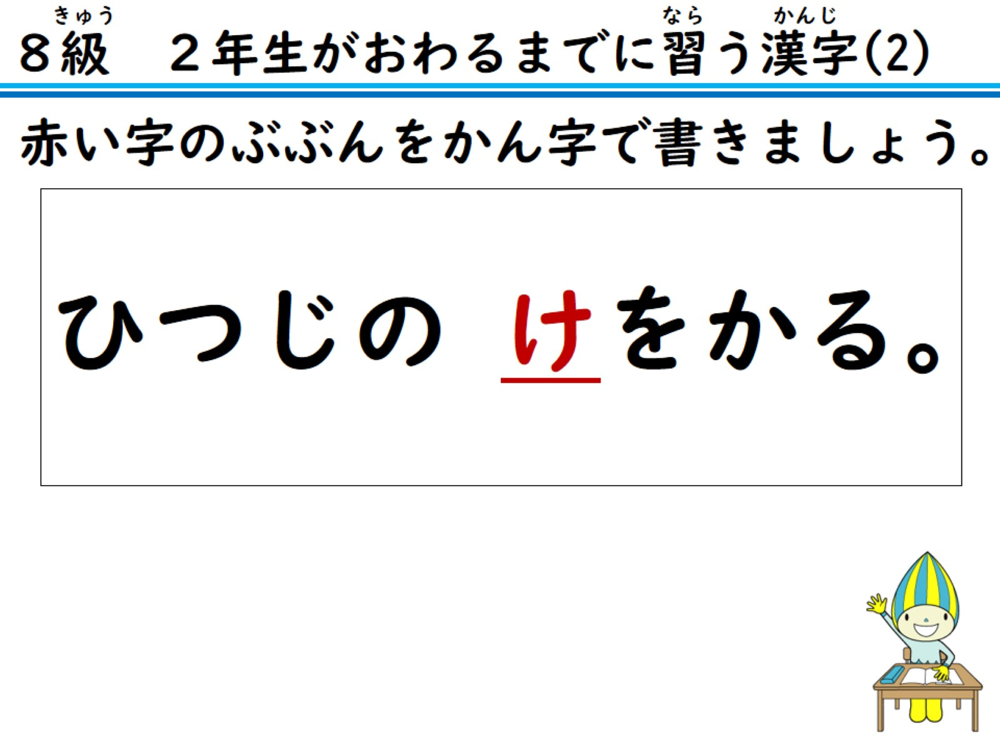 きゅう なら かんじ
８級　２年生がおわるまでに習う漢字(2)
赤い字のぶぶんをかん字で書きましょう。
ひつじの けをかる。